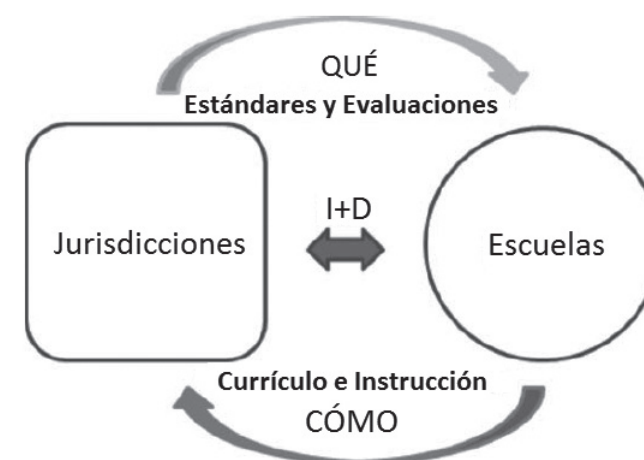 QUÉ
Estándares y Evaluaciones
I+D
Jurisdicciones
Escuelas
Currículo e Instrucción
CÓMO